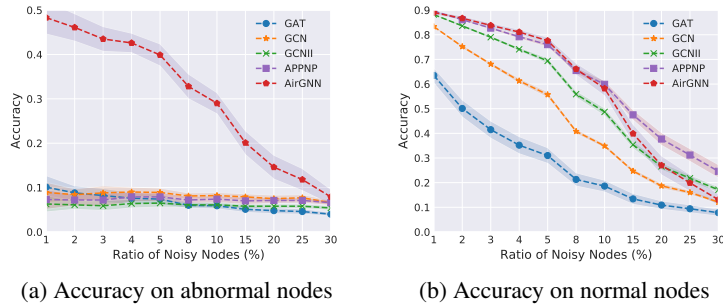 GAT
GCN
GCNII
APPNP
AirGNN
0.5
0.4
0.3
0.2
0.1
0.0
Accuracy
1 2 3 4 5 8 10 15 20 25 30
Ratio of Noisy Nodes (%)
(a) Accuracy on abnormal nodes
GAT
GCN
GCNII
APPNP
AirGNN
0.9
0.8
0.7
0.6
0.5
0.4
0.3
0.2
0.1
0.0
Accuracy
1 2 3 4 5 8 10 15 20 25 30
Ratio of Noisy Nodes (%)
(b) Accuracy on normal nodes